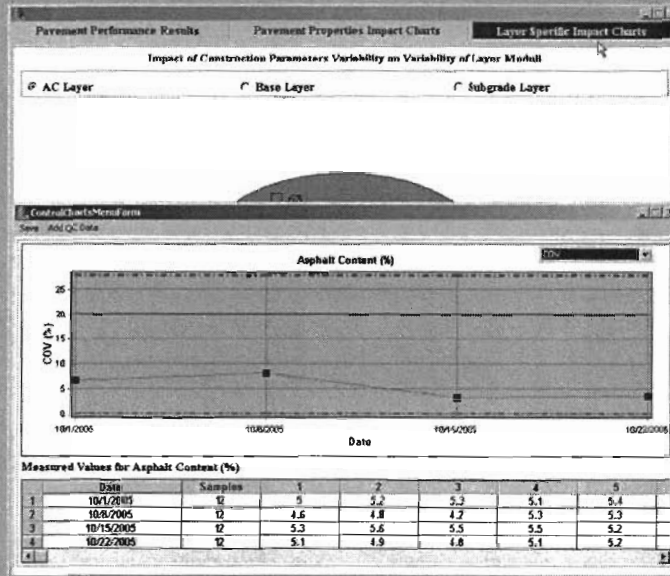 Pavement Performance Results Pavement Properties Impact Charts Layer Specific Impact Charts
Impact of Construction Parameters Variability on Variability of Layer Moduli
AC Layer Base Layer Subgrade Layer
ControlChartsMenuForm
Save Add QC Data
Asphalt Content (%)
COV
25
20
15
10
5
0
COV (%)
10/1/2005 10/8/2005 10/15/2005 10/22/2005
Date
Measured Values for Asphalt Content (%)
Date Samples 1 2 3 4 5
1 10/1/2005 12 5 5.2 5.3 5.1 5.4
2 10/8/2005 12 4.6 4.8 4.2 5.3 5.3
3 10/15/2005 12 5.3 5.6 5.5 5.5 5.2
4 10/22/2005 12 5.1 4.9 4.8 5.1 5.2